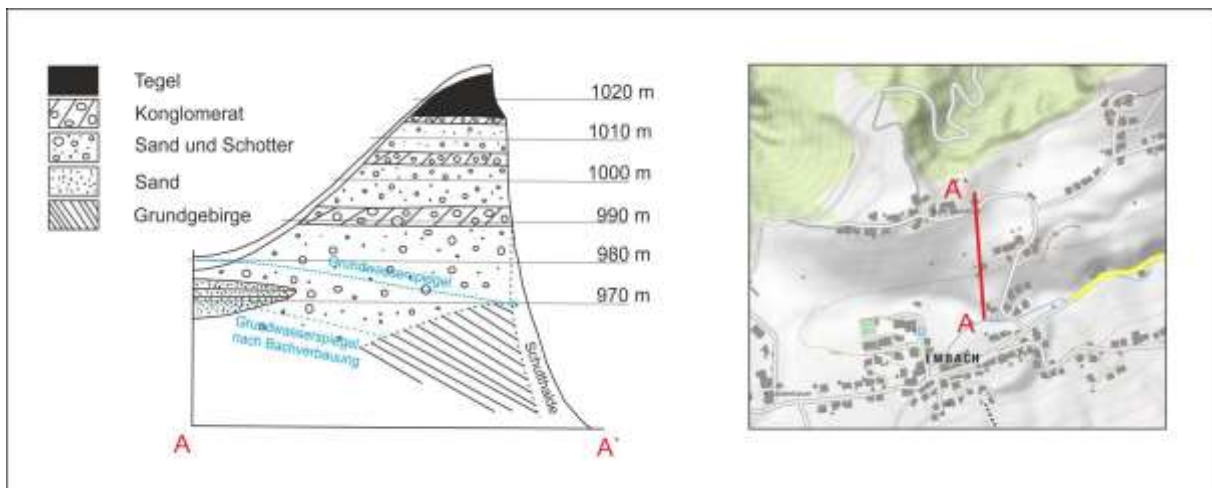 Tegel
Konglomerat
Sand und Schotter
Sand
Grundgebirge
1020 m
1010 m
1000 m
990 m
980 m
970 m
Grundwasserspiegel
Grundwasserspiegel
nach Bachverbauung
Schutthalde
A
A'
A'
A
EMBACH